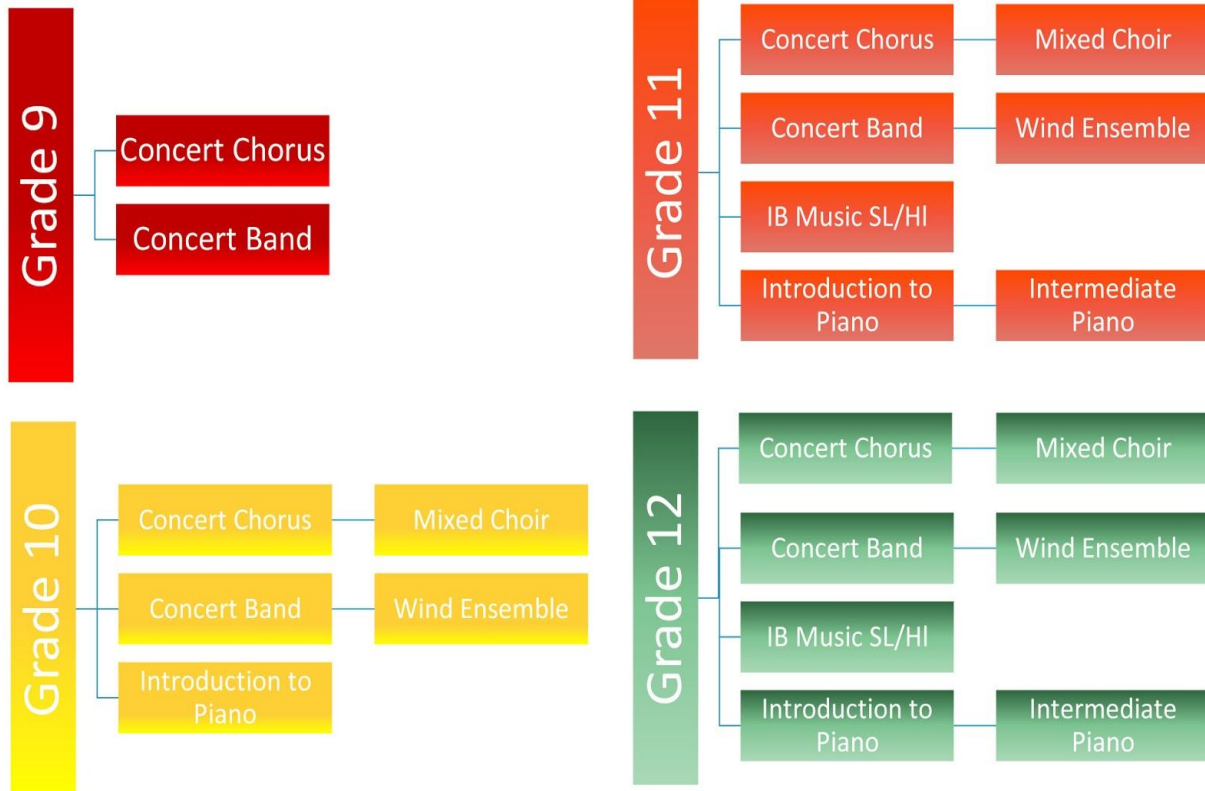 Grade 9
Concert Chorus
Concert Band
Grade 10
Concert Chorus
Mixed Choir
Concert Band
Wind Ensemble
Introduction to
Piano
Grade 11
Concert Chorus
Mixed Choir
Concert Band
Wind Ensemble
IB Music SL/Hl
Introduction to
Piano
Intermediate
Piano
Grade 12
Concert Chorus
Mixed Choir
Concert Band
Wind Ensemble
IB Music SL/Hl
Introduction to
Piano
Intermediate
Piano